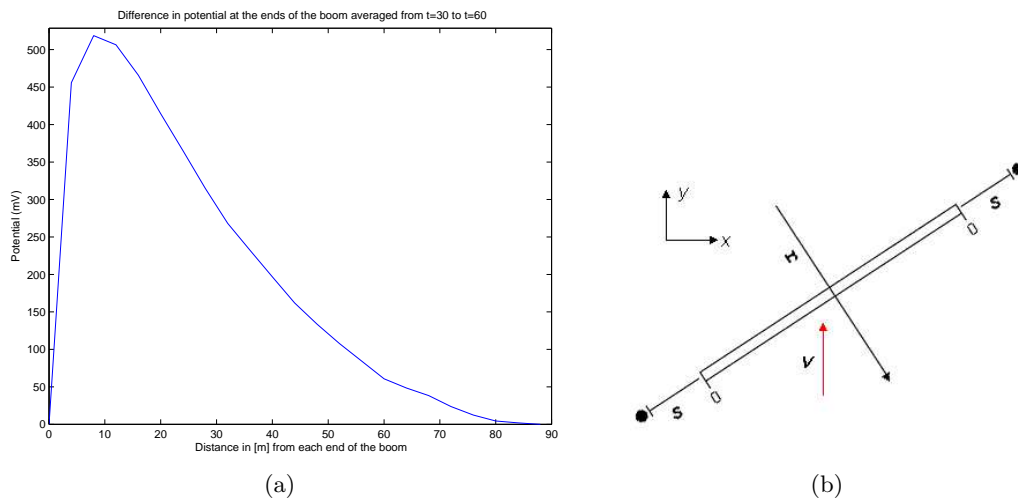 Difference in potential at the ends of the boom averaged from t=30 to t=60
Potential (mV)
500
450
400
350
300
250
200
150
100
50
0
0 10 20 30 40 50 60 70 80 90
Distance in [m] from each end of the boom
(a)
y
x
r
v
0
s
0
s
(b)